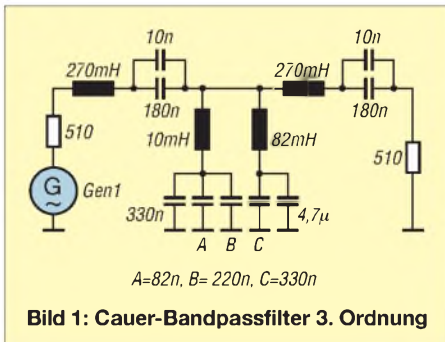 10n
10n
270mH
270mH
180n
180n
10mH
82mH
510
510
G
~
Gen1
330n
4,7µ
A
B
C
A=82n, B= 220n, C=330n
Bild 1: Cauer-Bandpassfilter 3. Ordnung